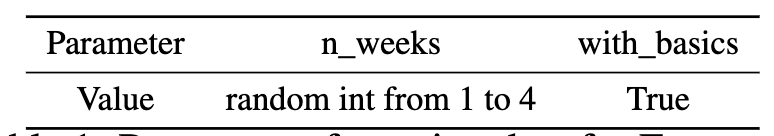 Parameter n_weeks with_basics
Value random int from 1 to 4 True